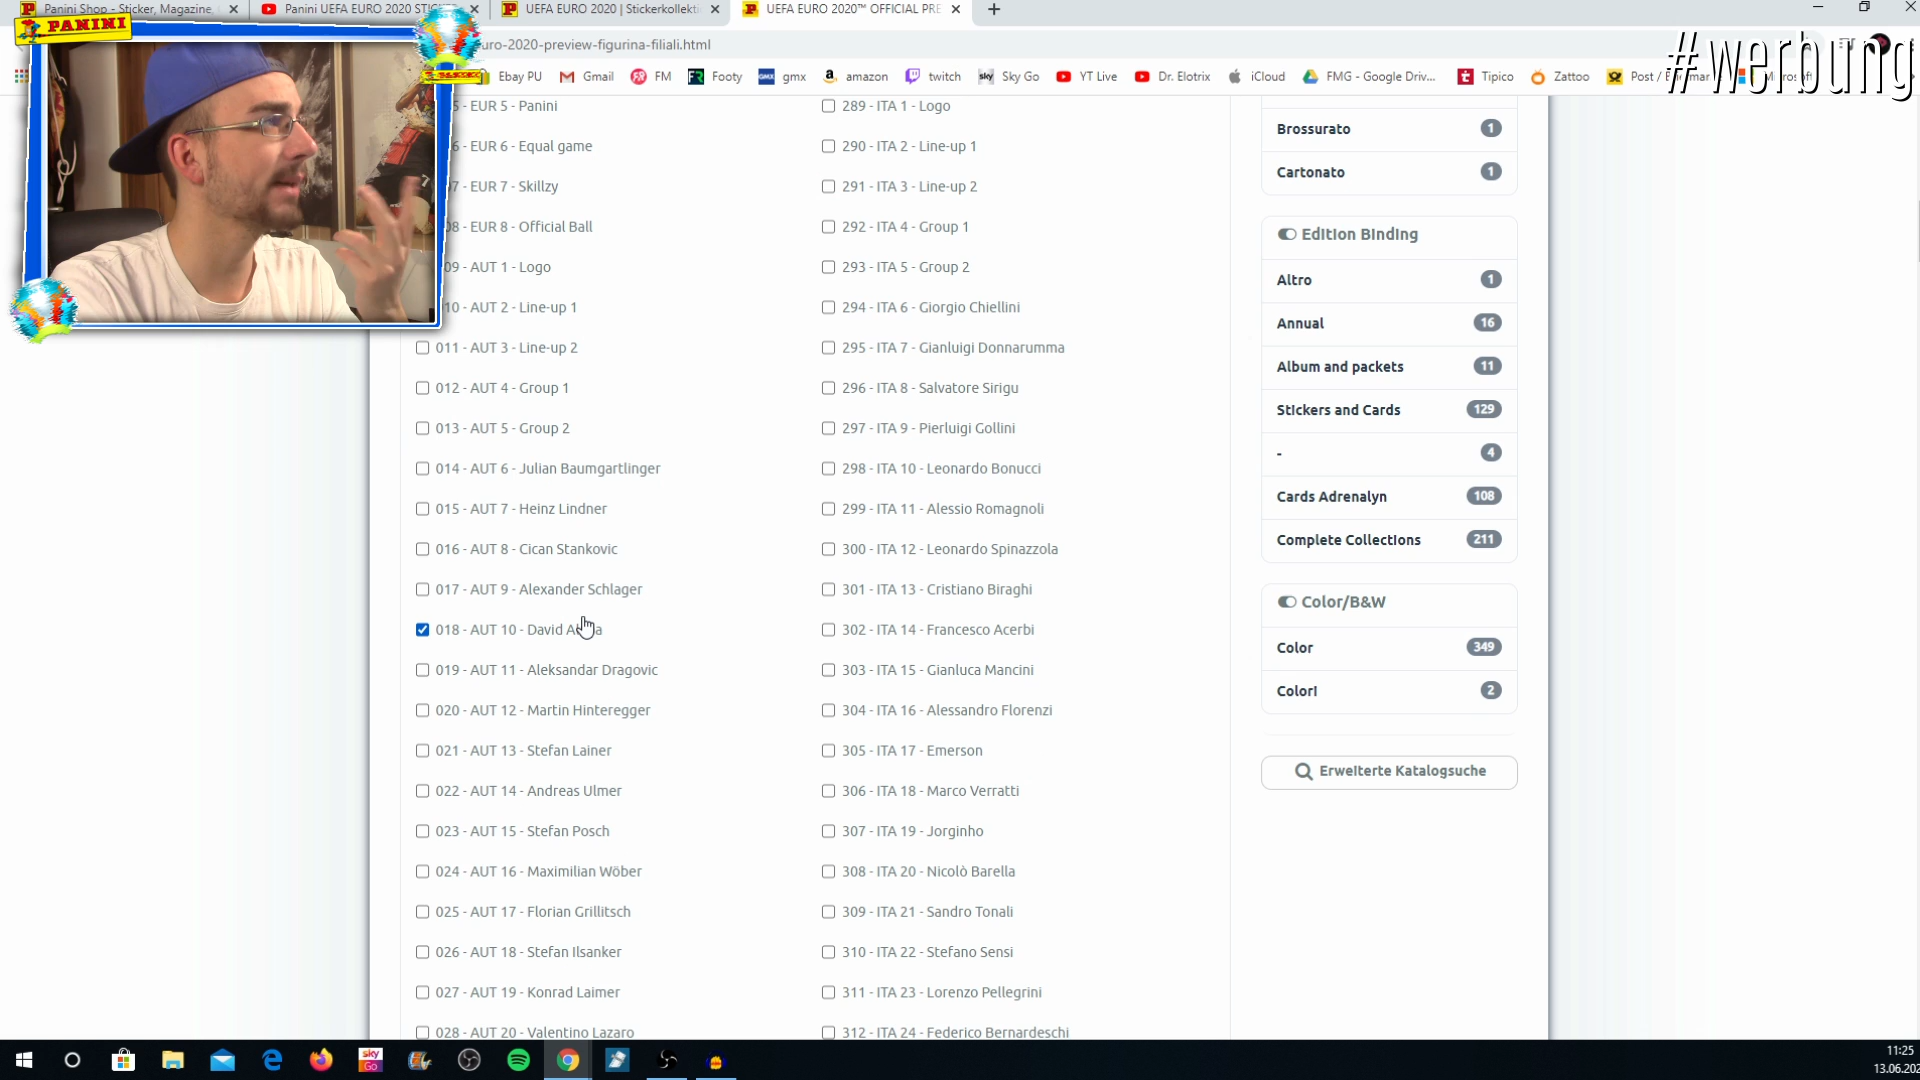 Panini Shop - Sticker, Magazine,
Panini UEFA EURO 2020
UEFA EURO 2020 | Stickerkollekti
UEFA EURO 2020™ OFFICIAL PRE
PANINI
uro-2020-preview-figurina-filiali.html
#werbung
Ebay PU
Gmail
FM
Footy
gmx
amazon
twitch
Sky Go
YT Live
Dr. Elotrix
iCloud
FMG - Google Driv...
Tipico
Zattoo
5 - EUR 5 - Panini
6 - EUR 6 - Equal game
07 - EUR 7 - Skillzy
08 - EUR 8 - Official Ball
09 - AUT 1 - Logo
10 - AUT 2 - Line-up 1
011 - AUT 3 - Line-up 2
012 - AUT 4 - Group 1
013 - AUT 5 - Group 2
014 - AUT 6 - Julian Baumgartlinger
015 - AUT 7 - Heinz Lindner
016 - AUT 8 - Cican Stankovic
017 - AUT 9 - Alexander Schlager
018 - AUT 10 - David A
019 - AUT 11 - Aleksandar Dragovic
020 - AUT 12 - Martin Hinteregger
021 - AUT 13 - Stefan Lainer
022 - AUT 14 - Andreas Ulmer
023 - AUT 15 - Stefan Posch
024 - AUT 16 - Maximilian Wöber
025 - AUT 17 - Florian Grillitsch
026 - AUT 18 - Stefan Ilsanker
027 - AUT 19 - Konrad Laimer
028 - AUT 20 - Valentino Lazaro
289 - ITA 1 - Logo
290 - ITA 2 - Line-up 1
291 - ITA 3 - Line-up 2
292 - ITA 4 - Group 1
293 - ITA 5 - Group 2
294 - ITA 6 - Giorgio Chiellini
295 - ITA 7 - Gianluigi Donnarumma
296 - ITA 8 - Salvatore Sirigu
297 - ITA 9 - Pierluigi Gollini
298 - ITA 10 - Leonardo Bonucci
299 - ITA 11 - Alessio Romagnoli
300 - ITA 12 - Leonardo Spinazzola
301 - ITA 13 - Cristiano Biraghi
302 - ITA 14 - Francesco Acerbi
303 - ITA 15 - Gianluca Mancini
304 - ITA 16 - Alessandro Florenzi
305 - ITA 17 - Emerson
306 - ITA 18 - Marco Verratti
307 - ITA 19 - Jorginho
308 - ITA 20 - Nicolò Barella
309 - ITA 21 - Sandro Tonali
310 - ITA 22 - Stefano Sensi
311 - ITA 23 - Lorenzo Pellegrini
312 - ITA 24 - Federico Bernardeschi
Brossurato 1
Cartonato 1
Edition Binding
Altro 1
Annual 16
Album and packets 11
Stickers and Cards 129
- 4
Cards Adrenalyn 108
Complete Collections 211
Color/B&W
Color 349
Colori 2
Erweiterte Katalogsuche
sky
GO
11:25
13.06.202